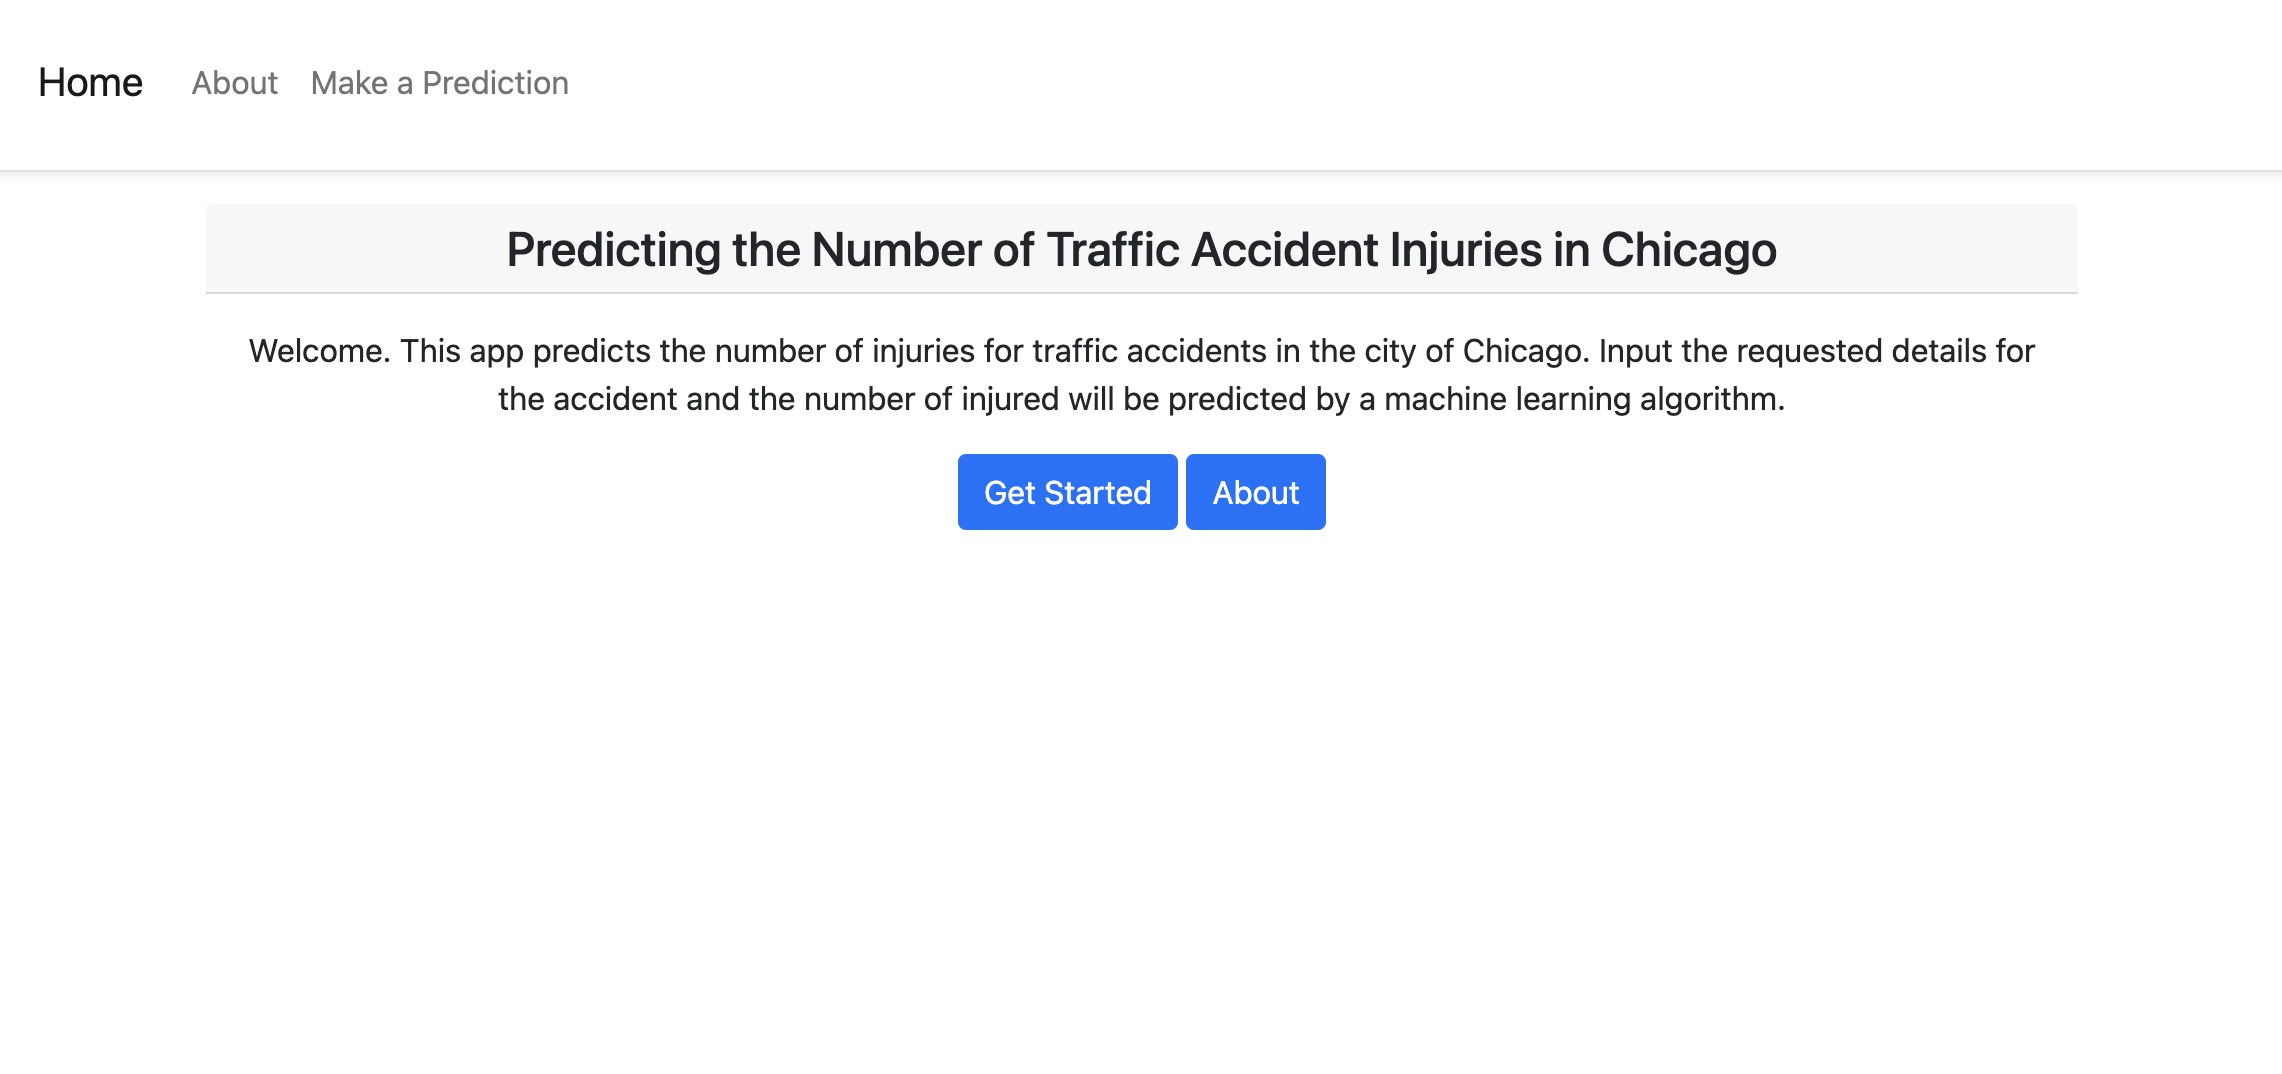 Home About Make a Prediction
Predicting the Number of Traffic Accident Injuries in Chicago
Welcome. This app predicts the number of injuries for traffic accidents in the city of Chicago. Input the requested details for
the accident and the number of injured will be predicted by a machine learning algorithm.
Get Started About